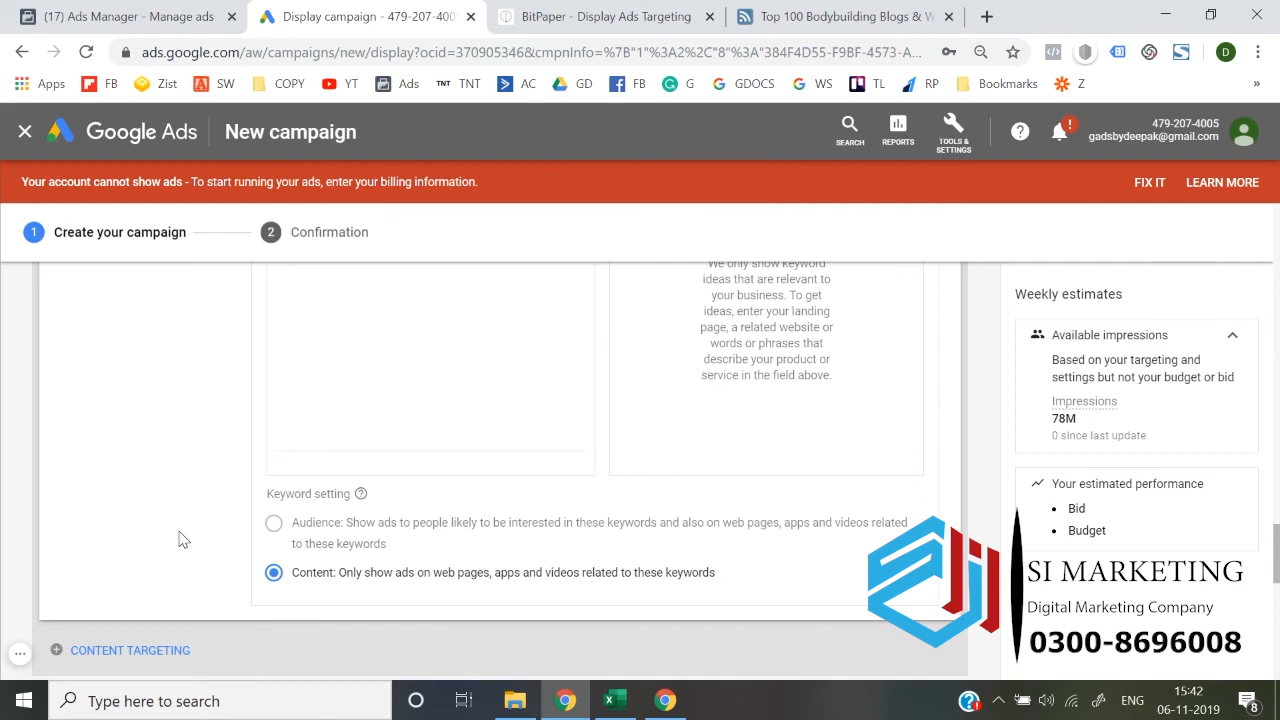 (17) Ads Manager - Manage ads
Display campaign - 479-207-400
BitPaper - Display Ads Targeting
Top 100 Bodybuilding Blogs & W
ads.google.com/aw/campaigns/new/display?ocid=370905346&cmpnInfo=%7B"1"%3A2%2C"8"%3A"384F4D55-F9BF-4573-A...
D
Apps
FB
Zist
SW
COPY
YT
Ads
TNT TNT
AC
GD
FB
G
GDOCS
WS
TL
RP
Bookmarks
Z
»
Google Ads
New campaign
SEARCH
REPORTS
TOOLS &
SETTINGS
479-207-4005
gadsbydeepak@gmail.com
Your account cannot show ads - To start running your ads, enter your billing information.
FIX IT
LEARN MORE
1 Create your campaign
2 Confirmation
We only show keyword
ideas that are relevant to
your business. To get
ideas, enter your landing
page, a related website or
words or phrases that
describe your product or
service in the field above.
Keyword setting
Audience: Show ads to people likely to be interested in these keywords and also on web pages, apps and videos related
to these keywords
Content: Only show ads on web pages, apps and videos related to these keywords
CONTENT TARGETING
Weekly estimates
Available impressions
Based on your targeting and
settings but not your budget or bid
Impressions
78M
0 since last update
Your estimated performance
• Bid
• Budget
SI MARKETING
Digital Marketing Company
0300-8696008
Type here to search
ENG
15:42
06-11-2019
8